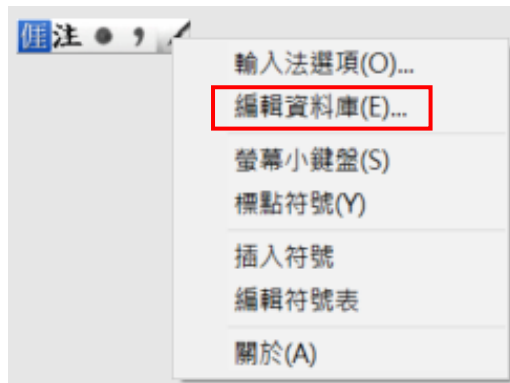 𠊎注 ● ，
輸入法選項(O)...
編輯資料庫(E)...
螢幕小鍵盤(S)
標點符號(Y)
插入符號
編輯符號表
關於(A)